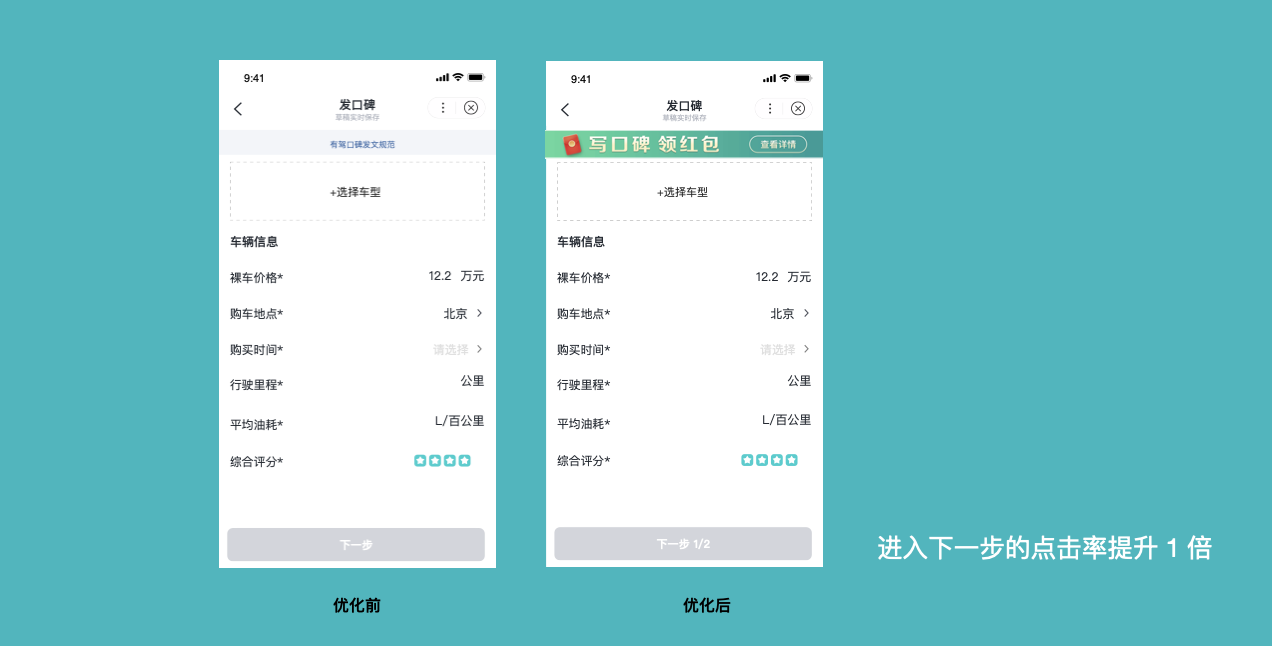 9:41
发口碑
草稿实时保存
有驾口碑发文规范
+选择车型
车辆信息
裸车价格* 12.2 万元
购车地点* 北京
购买时间* 请选择
行驶里程* 公里
平均油耗* L/百公里
综合评分*
下一步
优化前
9:41
发口碑
草稿实时保存
写口碑 领红包 查看详情
+选择车型
车辆信息
裸车价格* 12.2 万元
购车地点* 北京
购买时间* 请选择
行驶里程* 公里
平均油耗* L/百公里
综合评分*
下一步 1/2
优化后
进入下一步的点击率提升 1 倍